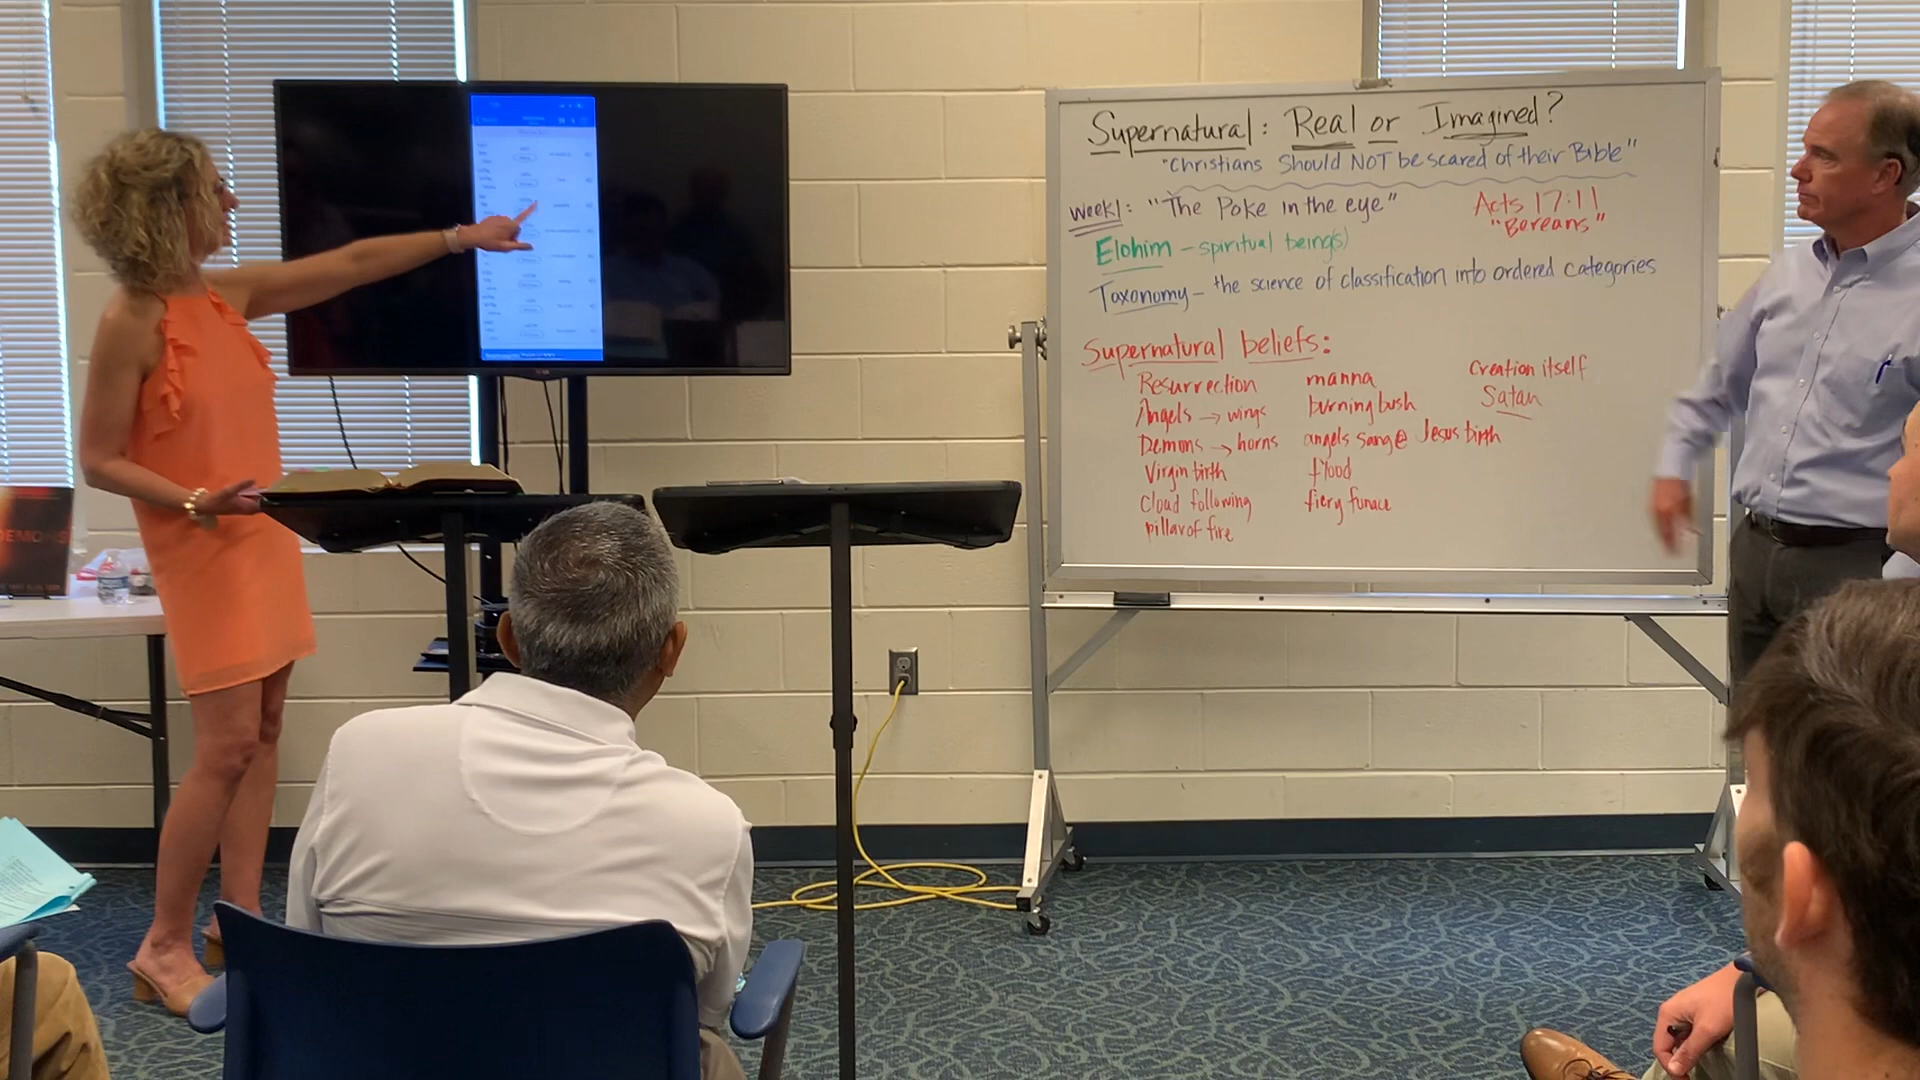 Supernatural: Real or Imagined?
"Christians Should NOT be scared of their Bible"
Week 1: "The Poke in the eye"
Acts 17:11
"Bereans"
Elohim - spiritual being(s)
Taxonomy - the science of classification into ordered categories
Supernatural beliefs:
Resurrection
Angels → wings
Demons → horns
Virgin birth
Cloud following
pillar of fire
manna
burning bush
angels sang @ Jesus birth
flood
fiery furnace
Creation itself
Satan
DEMONS